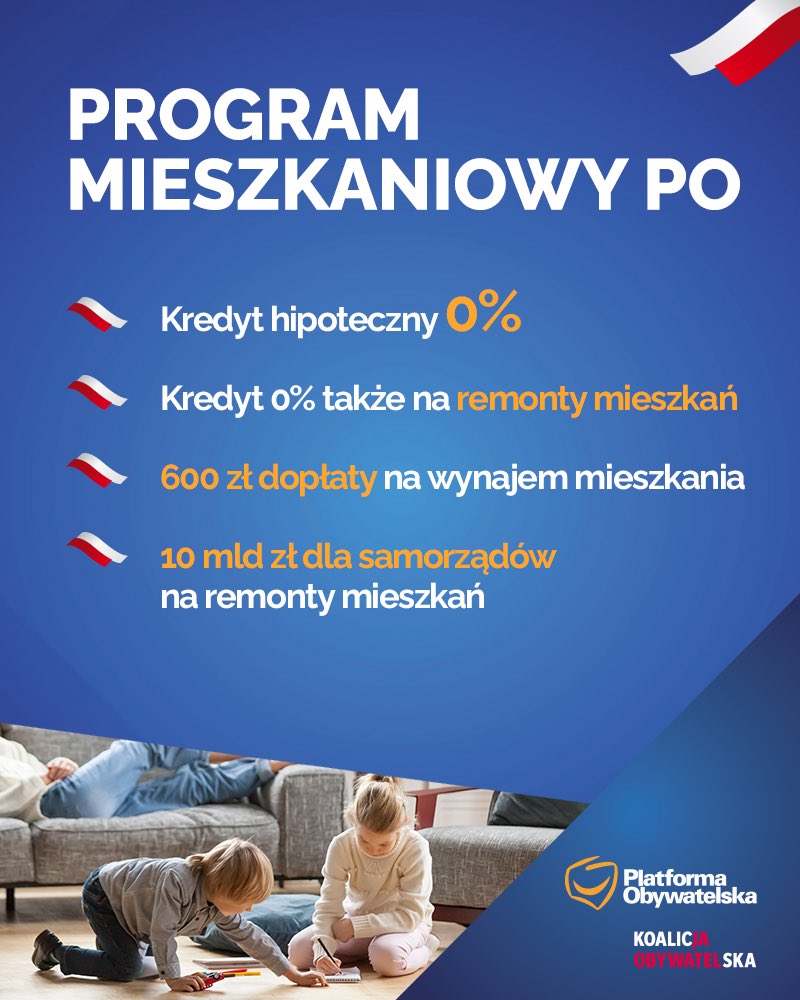 PROGRAM
MIESZKANIOWY PO
Kredyt hipoteczny 0%
Kredyt 0% także na remonty mieszkań
600 zł dopłaty na wynajem mieszkania
10 mld zł dla samorządów
na remonty mieszkań
Platforma
Obywatelska
KOALICJA
OBYWATELSKA